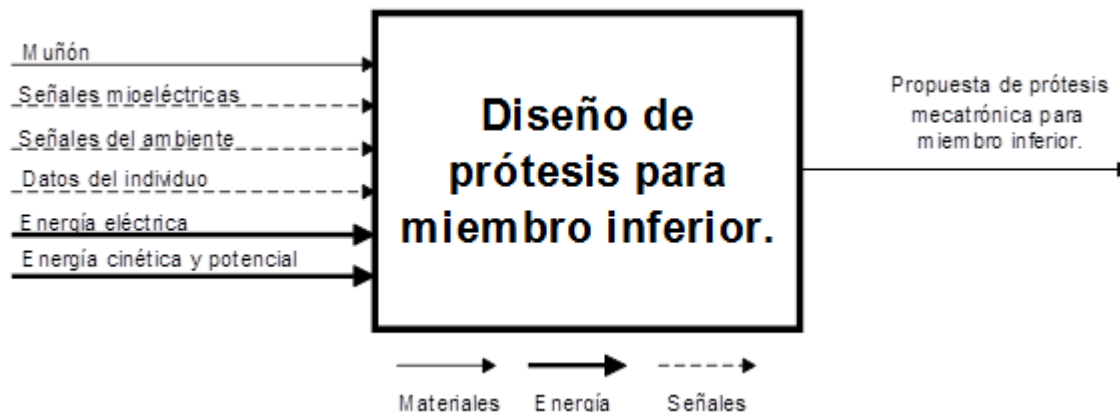 Muñón
Señales mioeléctricas
Señales del ambiente
Datos del individuo
Energía eléctrica
Energía cinética y potencial
Diseño de
prótesis para
miembro inferior.
Propuesta de prótesis
mecatrónica para
miembro inferior.
Materiales Energía Señales